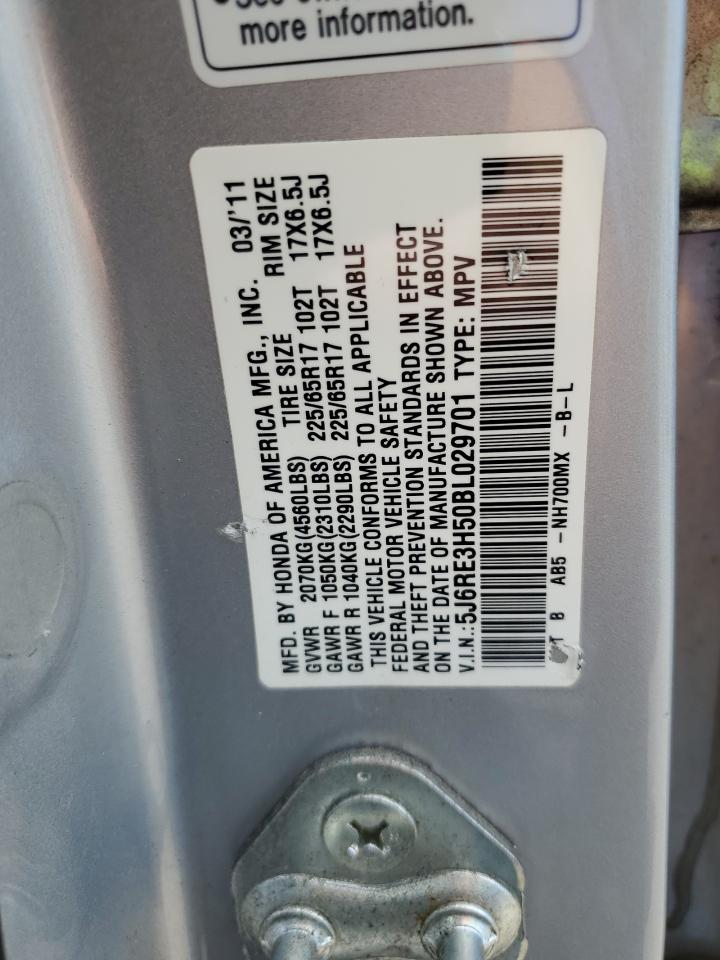 more information.
MFD. BY HONDA OF AMERICA MFG., INC. 03/'11
TIRE SIZE RIM SIZE
GVWR 2070KG(4560LBS)
GAWR F 1050KG(2310LBS) 225/65R17 102T 17X6.5J
GAWR R 1040KG(2290LBS) 225/65R17 102T 17X6.5J
THIS VEHICLE CONFORMS TO ALL APPLICABLE
FEDERAL MOTOR VEHICLE SAFETY
AND THEFT PREVENTION STANDARDS IN EFFECT
ON THE DATE OF MANUFACTURE SHOWN ABOVE.
V.I.N.:5J6RE3H50BL029701 TYPE: MPV
T B AB5 -NH700MX -B-L